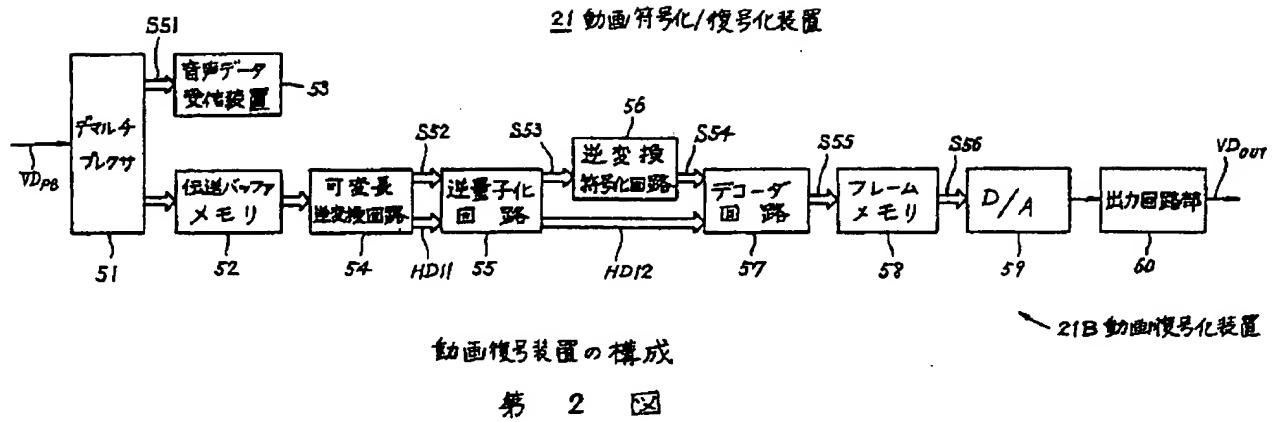 21 動画符号化/復号化装置
S51
音声データ
受信装置
53
デマルチ
プレクサ
VD_PB
51
伝送バッファ
メモリ
52
可変長
逆変換回路
54
S52
HD11
逆量子化
回路
55
S53
56
逆変換
符号化回路
S54
HD12
デコーダ
回路
57
S55
フレーム
メモリ
58
S56
D/A
59
出力回路部
60
VD_OUT
21B 動画復号化装置
動画復号装置の構成
第 2 図